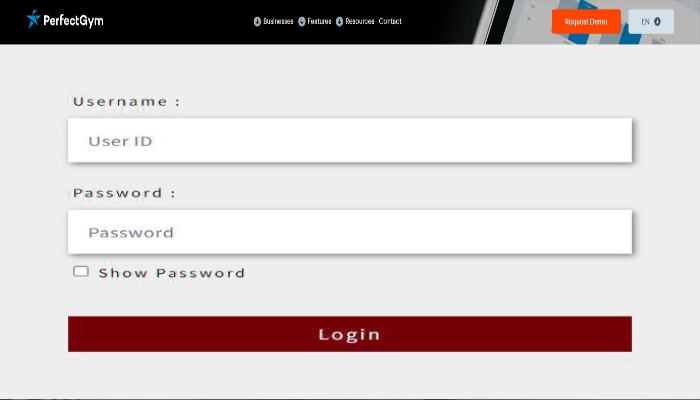 PerfectGym Businesses Features Resources Contact Request Demo EN
Username :
User ID
Password :
Password
Show Password
Login